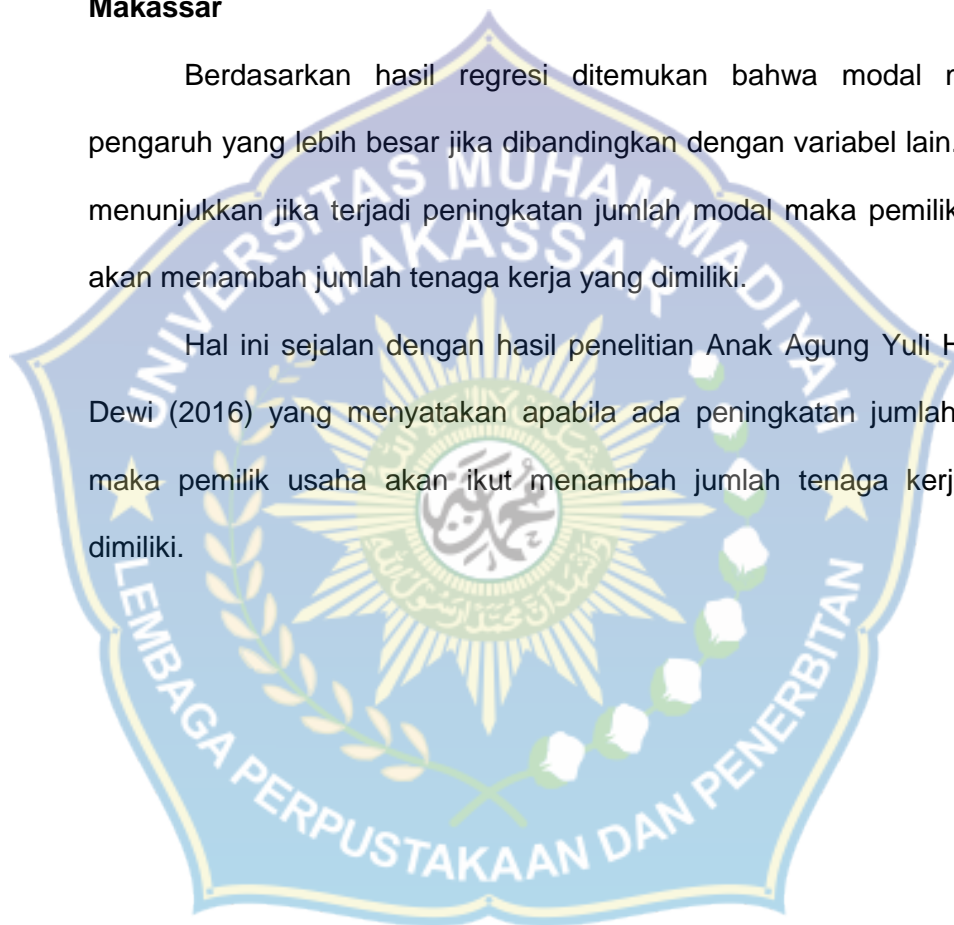 Makassar
Berdasarkan hasil regresi ditemukan bahwa modal
pengaruh yang lebih besar jika dibandingkan dengan variabel lain.
menunjukkan jika terjadi peningkatan jumlah modal maka pemilik
akan menambah jumlah tenaga kerja yang dimiliki.
Hal ini sejalan dengan hasil penelitian Anak Agung Yuli
Dewi (2016) yang menyatakan apabila ada peningkatan jumlah
maka pemilik usaha akan ikut menambah jumlah tenaga kerj
dimiliki.
UNIVERSITAS MUHAMMADIYAH
MAKASSAR
LEMBAGA PERPUSTAKAAN DAN PENERBITAN